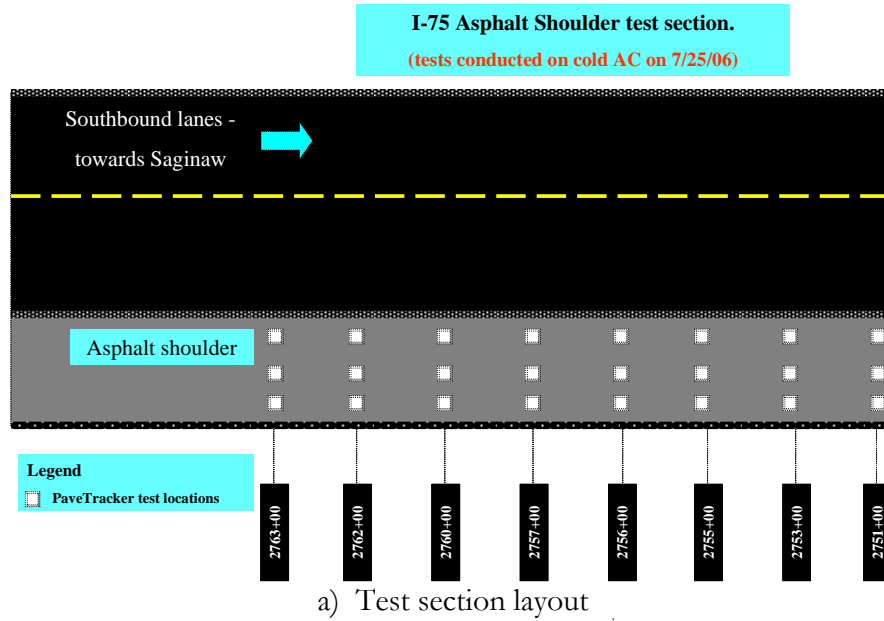 I-75 Asphalt Shoulder test section.
(tests conducted on cold AC on 7/25/06)
Southbound lanes -
towards Saginaw
Asphalt shoulder
Legend
PaveTracker test locations
2763+00
2762+00
2760+00
2757+00
2756+00
2755+00
2753+00
2751+00
a) Test section layout